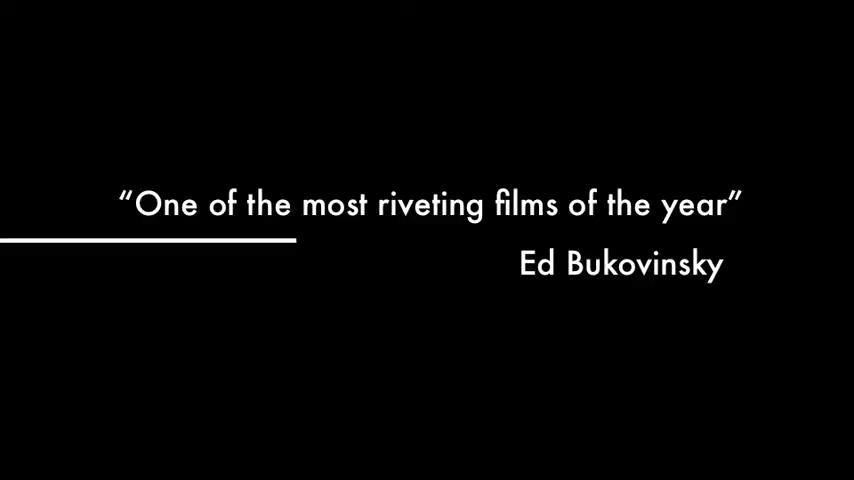 “One of the most riveting films of the year”
Ed Bukovinsky